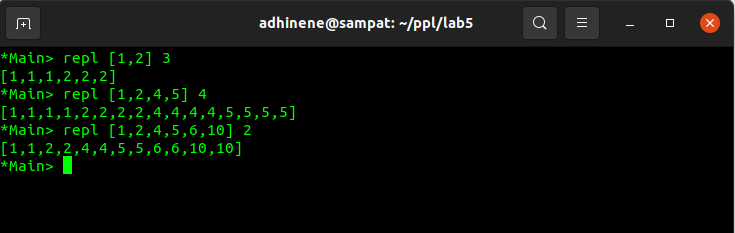 adhinene@sampat: ~/ppl/lab5
*Main> repl [1,2] 3
[1,1,1,2,2,2]
*Main> repl [1,2,4,5] 4
[1,1,1,1,2,2,2,2,4,4,4,4,5,5,5,5]
*Main> repl [1,2,4,5,6,10] 2
[1,1,2,2,4,4,5,5,6,6,10,10]
*Main>